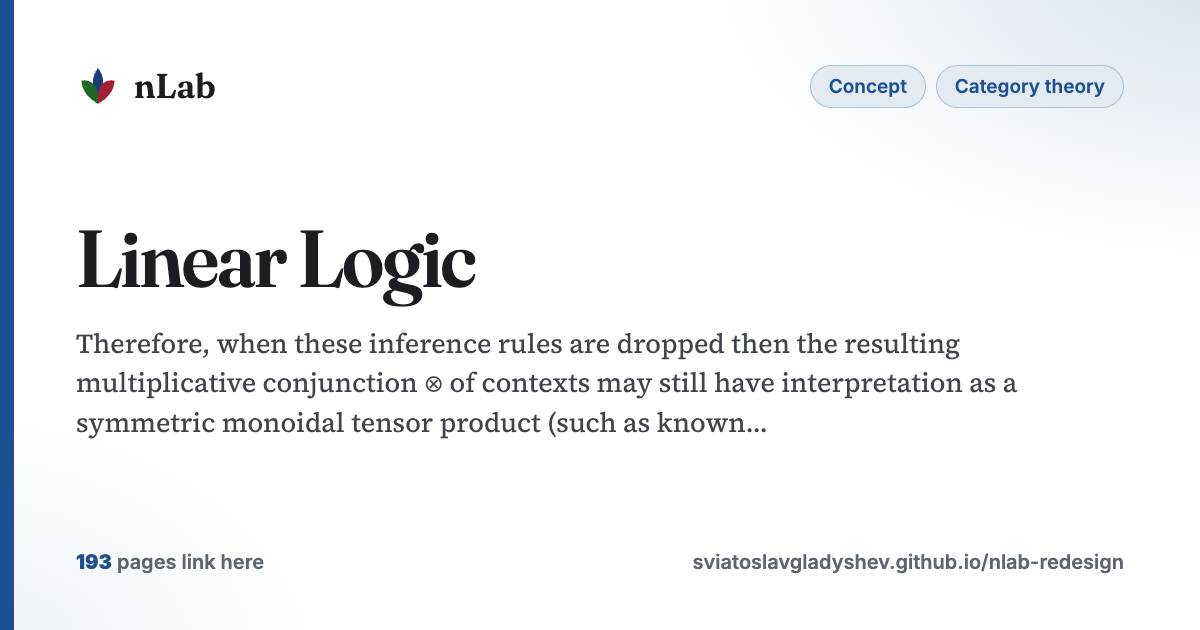 nLab
Concept
Category theory
Linear Logic
Therefore, when these inference rules are dropped then the resulting
multiplicative conjunction ⊗ of contexts may still have interpretation as a
symmetric monoidal tensor product (such as known...
193 pages link here
sviatoslavgladyshev.github.io/nlab-redesign